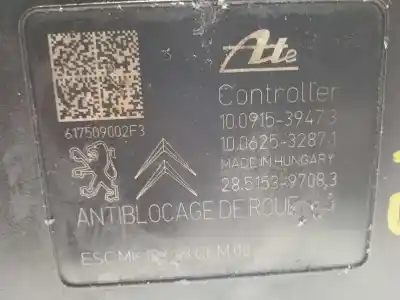 Ate
Controller
10.0915-3947.3
617509002F3
10.0625-3287.1
MADE IN HUNGARY
28.5153-9708.3
ANTIBLOCAGE DE ROUE